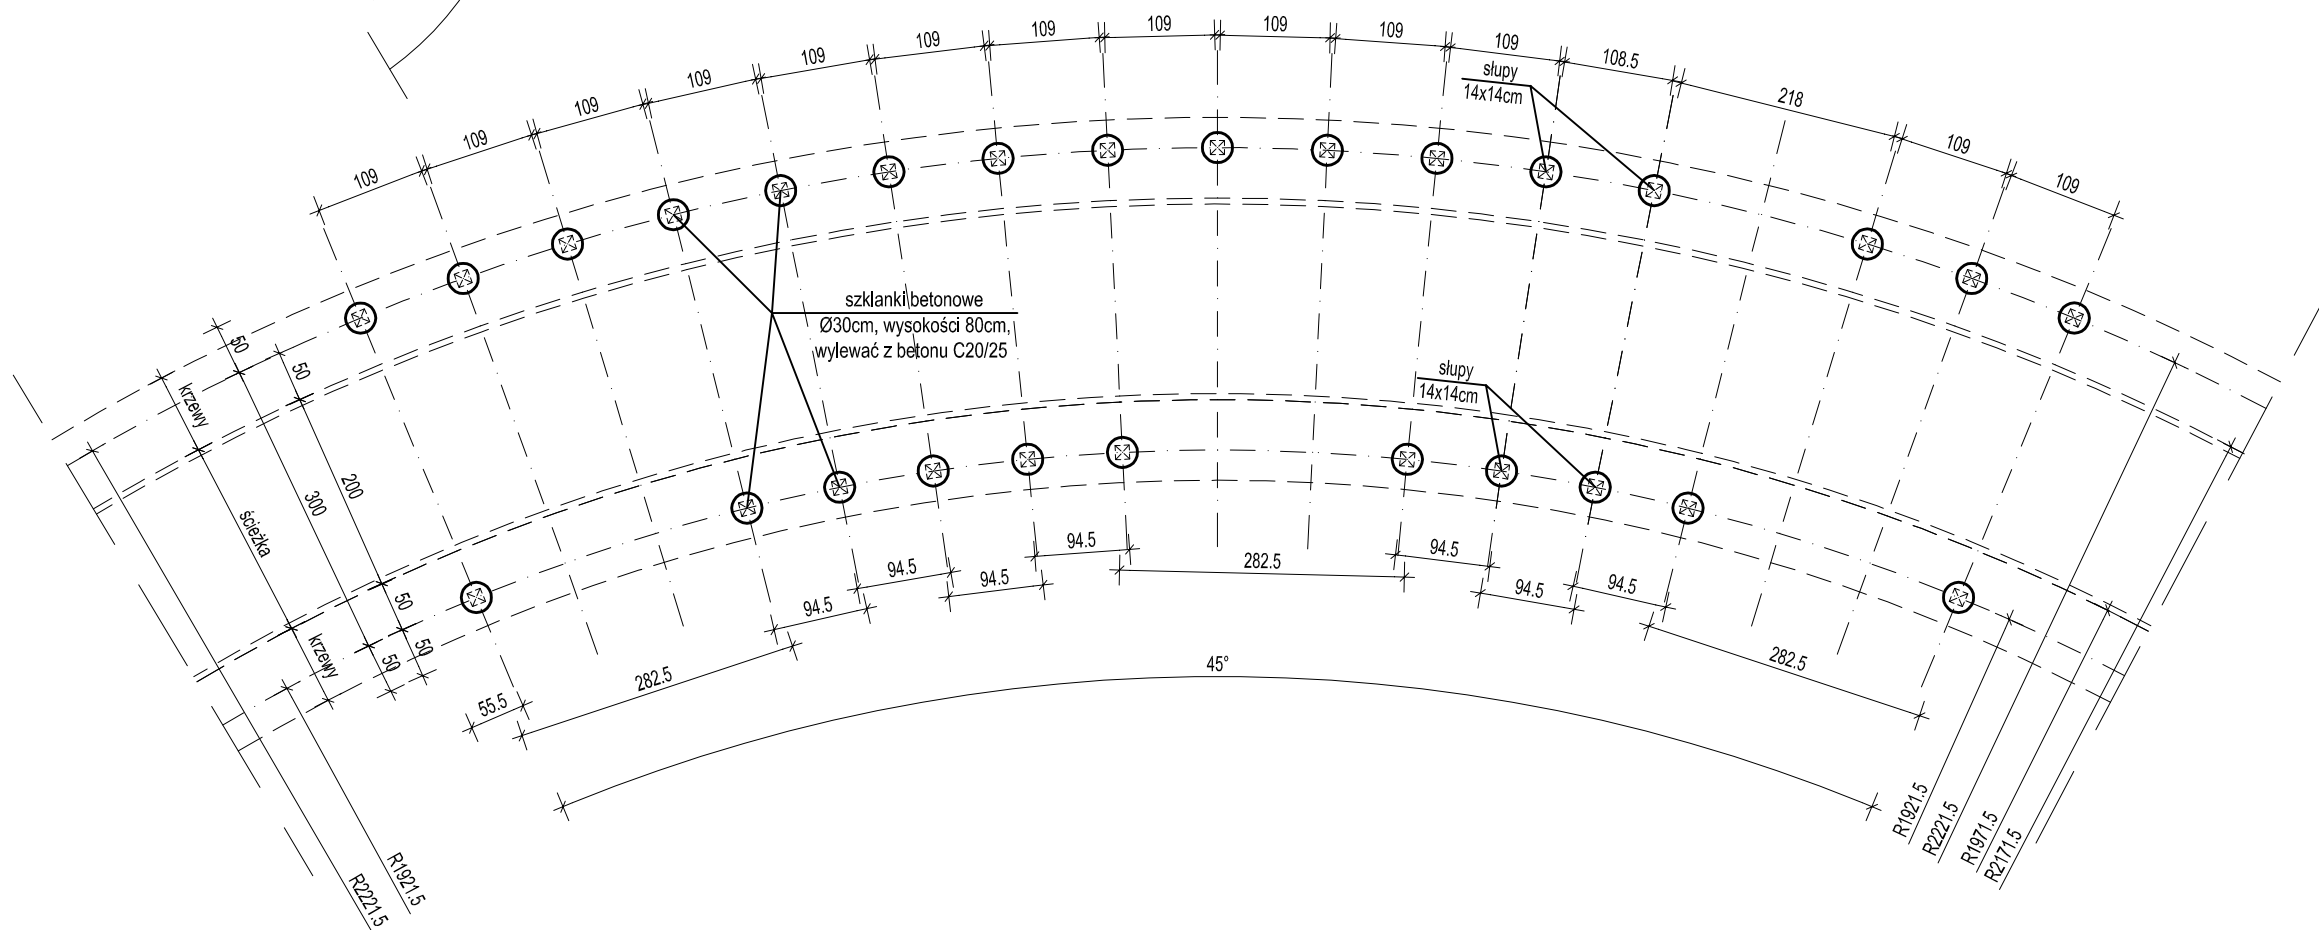 109
109
109
109
109
109
109
109
109
109
109
108.5
218
109
109
słupy
14x14cm
szklanki betonowe
Ø30cm, wysokości 80cm,
wylewać z betonu C20/25
słupy
14x14cm
50
50
krzewy
200
300
ścieżka
50
50
50
krzewy
55.5
282.5
94.5
94.5
94.5
94.5
282.5
94.5
94.5
94.5
282.5
45°
R1921.5
R2221.5
R1921.5
R2221.5
R1971.5
R2171.5